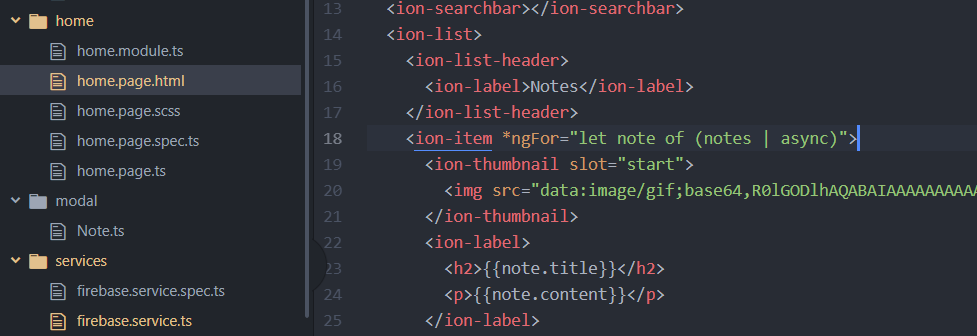 home
home.module.ts
home.page.html
home.page.scss
home.page.spec.ts
home.page.ts
modal
Note.ts
services
firebase.service.spec.ts
firebase.service.ts
13 <ion-searchbar></ion-searchbar>
14 <ion-list>
15 <ion-list-header>
16 <ion-label>Notes</ion-label>
17 </ion-list-header>
18 <ion-item *ngFor="let note of (notes | async)">
19 <ion-thumbnail slot="start">
20 <img src="data:image/gif;base64,R0lGODlhAQABAIAAAAAAAAA
21 </ion-thumbnail>
22 <ion-label>
23 <h2>{{note.title}}</h2>
24 <p>{{note.content}}</p>
25 </ion-label>